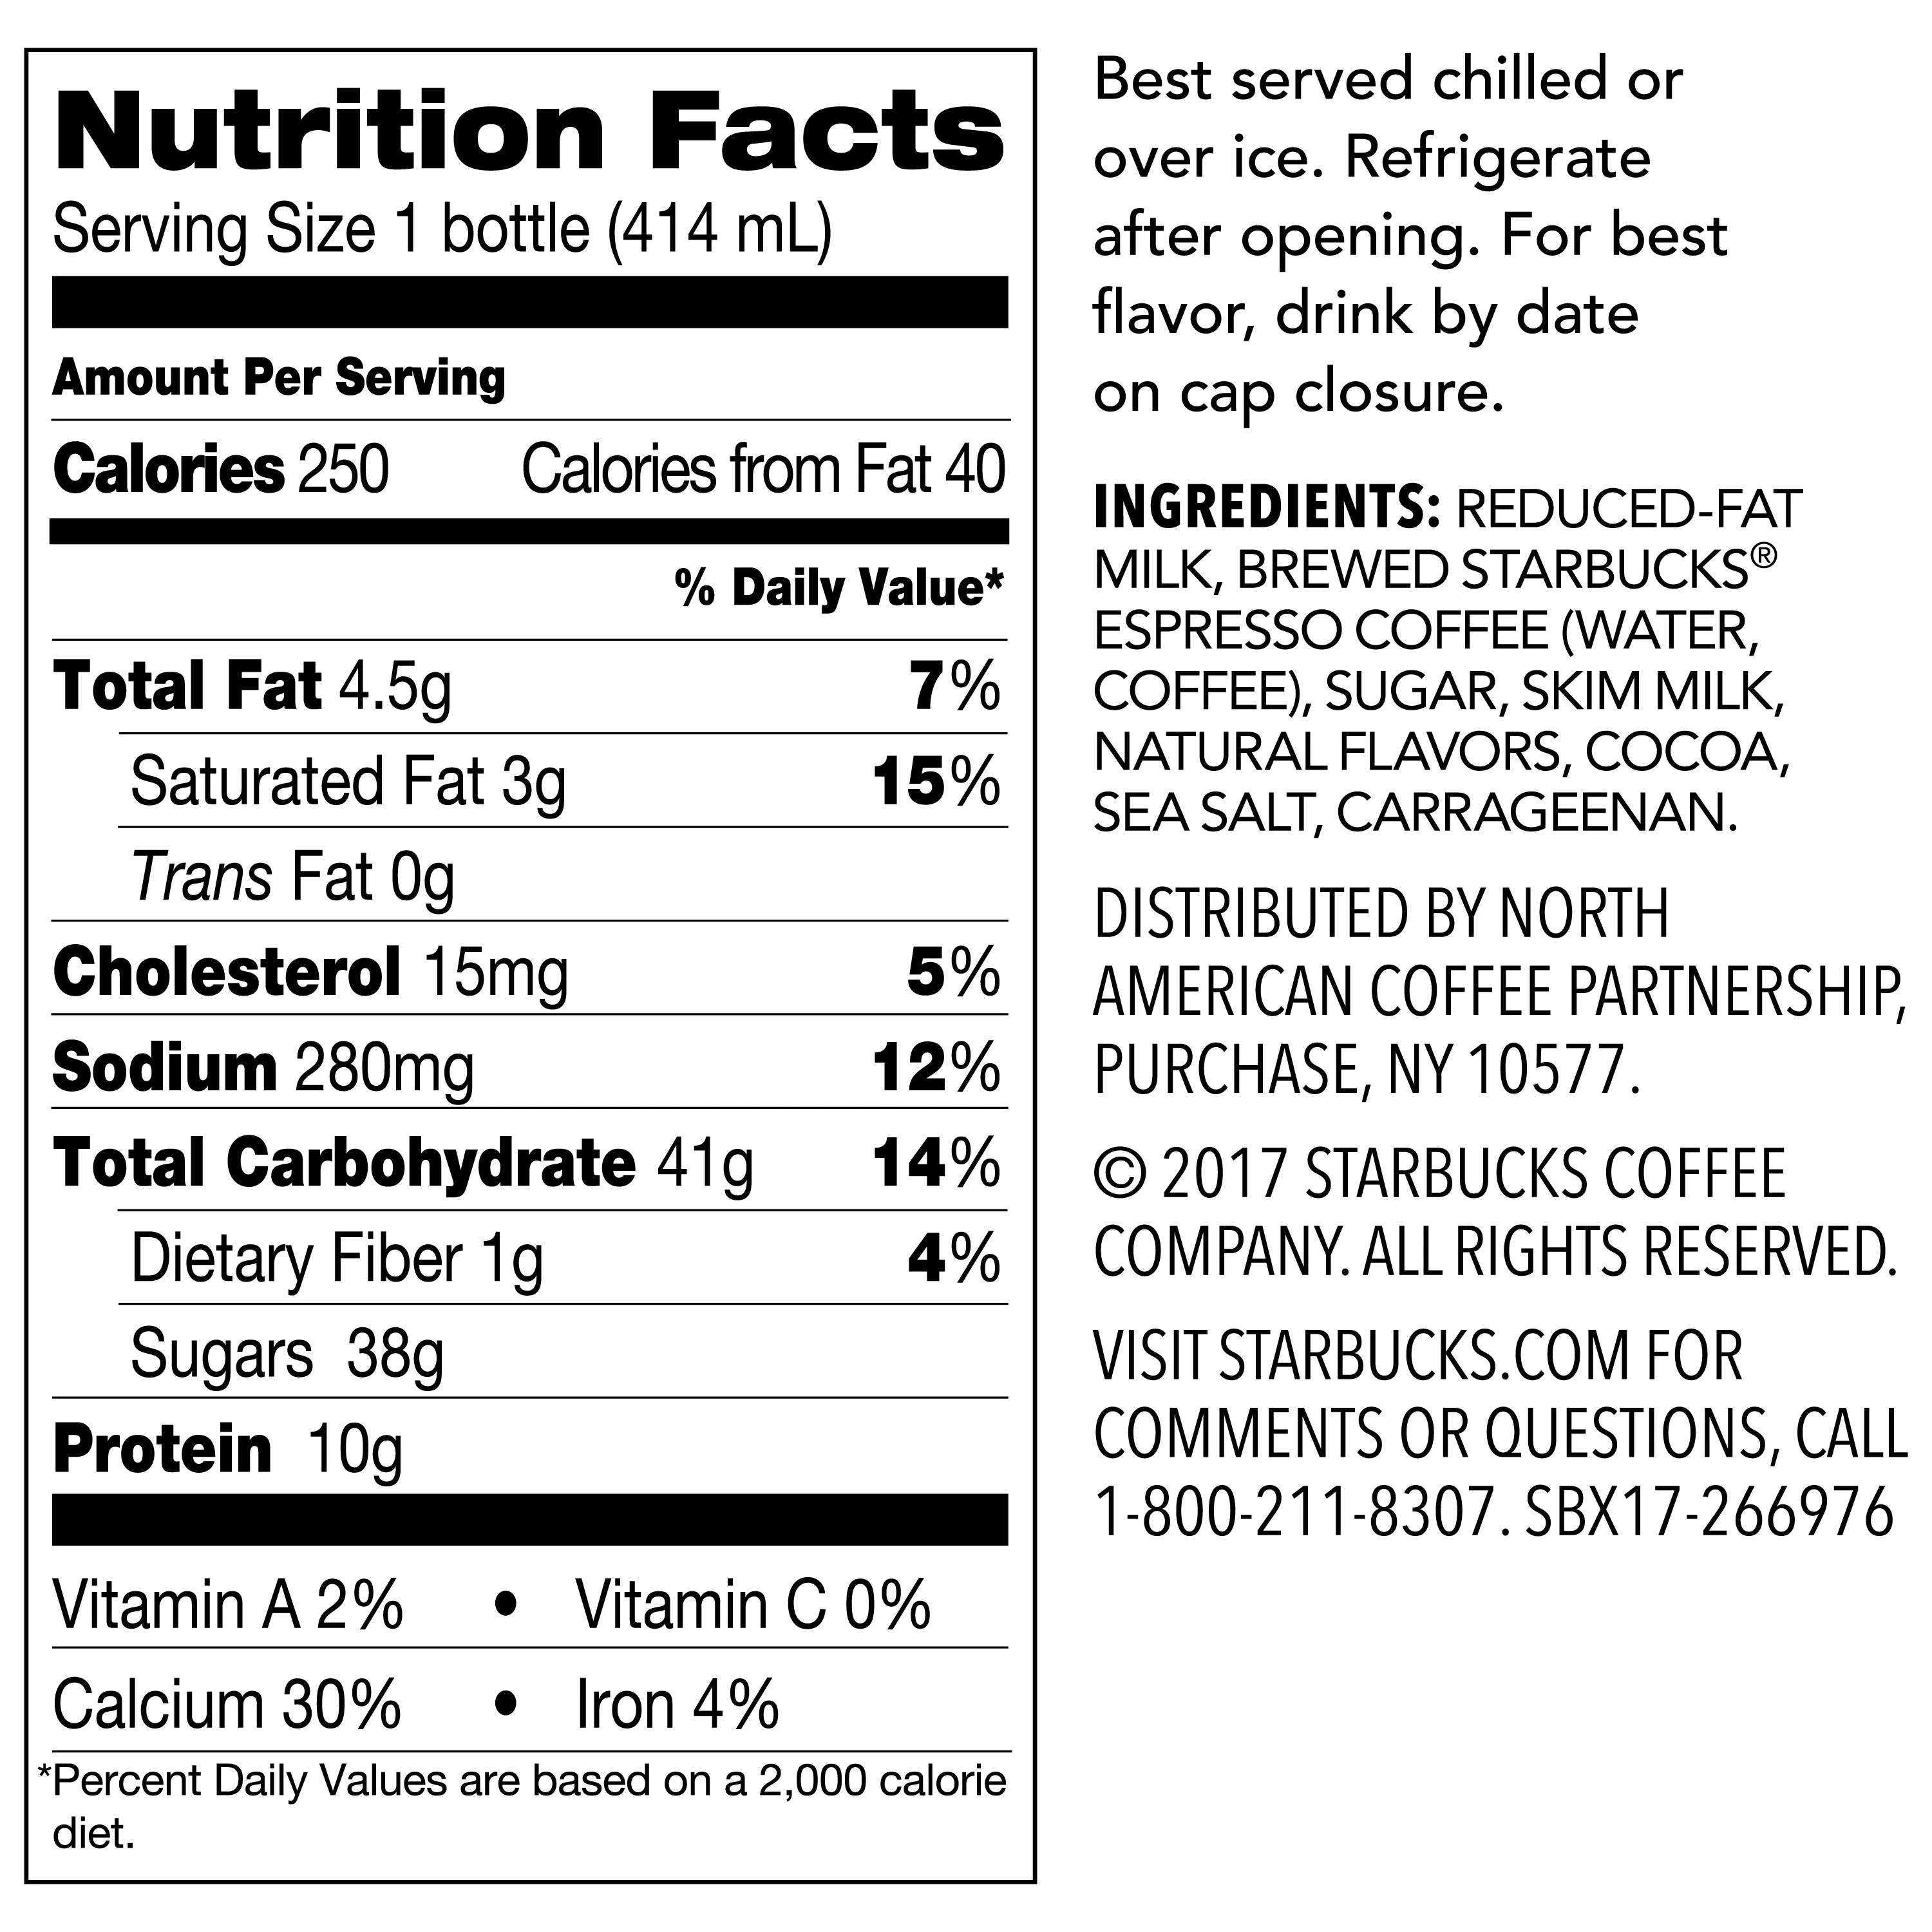 Nutrition Facts
Serving Size 1 bottle (414 mL)
Amount Per Serving
Calories 250 Calories from Fat 40
% Daily Value*
Total Fat 4.5g 7%
Saturated Fat 3g 15%
Trans Fat 0g
Cholesterol 15mg 5%
Sodium 280mg 12%
Total Carbohydrate 41g 14%
Dietary Fiber 1g 4%
Sugars 38g
Protein 10g
Vitamin A 2% • Vitamin C 0%
Calcium 30% • Iron 4%
*Percent Daily Values are based on a 2,000 calorie
diet.
Best served chilled or
over ice. Refrigerate
after opening. For best
flavor, drink by date
on cap closure.
INGREDIENTS: REDUCED-FAT
MILK, BREWED STARBUCKS®
ESPRESSO COFFEE (WATER,
COFFEE), SUGAR, SKIM MILK,
NATURAL FLAVORS, COCOA,
SEA SALT, CARRAGEENAN.
DISTRIBUTED BY NORTH
AMERICAN COFFEE PARTNERSHIP,
PURCHASE, NY 10577.
© 2017 STARBUCKS COFFEE
COMPANY. ALL RIGHTS RESERVED.
VISIT STARBUCKS.COM FOR
COMMENTS OR QUESTIONS, CALL
1-800-211-8307. SBX17-266976